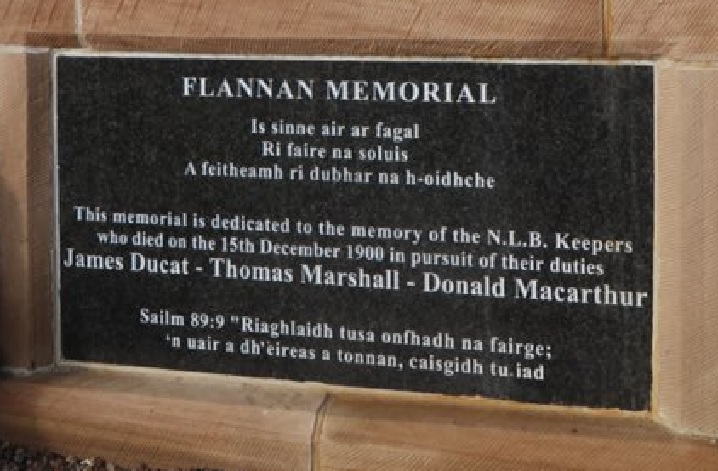 FLANNAN MEMORIAL
Is sinne air ar fagal
Ri faire na soluis
A feitheamh ri dubhar na h-oidhche
This memorial is dedicated to the memory of the N.L.B. Keepers
who died on the 15th December 1900 in pursuit of their duties
James Ducat - Thomas Marshall - Donald Macarthur
Sailm 89:9 "Riaghlaidh tusa onfhadh na fairge;
'n uair a dh'èireas a tonnan, caisgidh tu iad